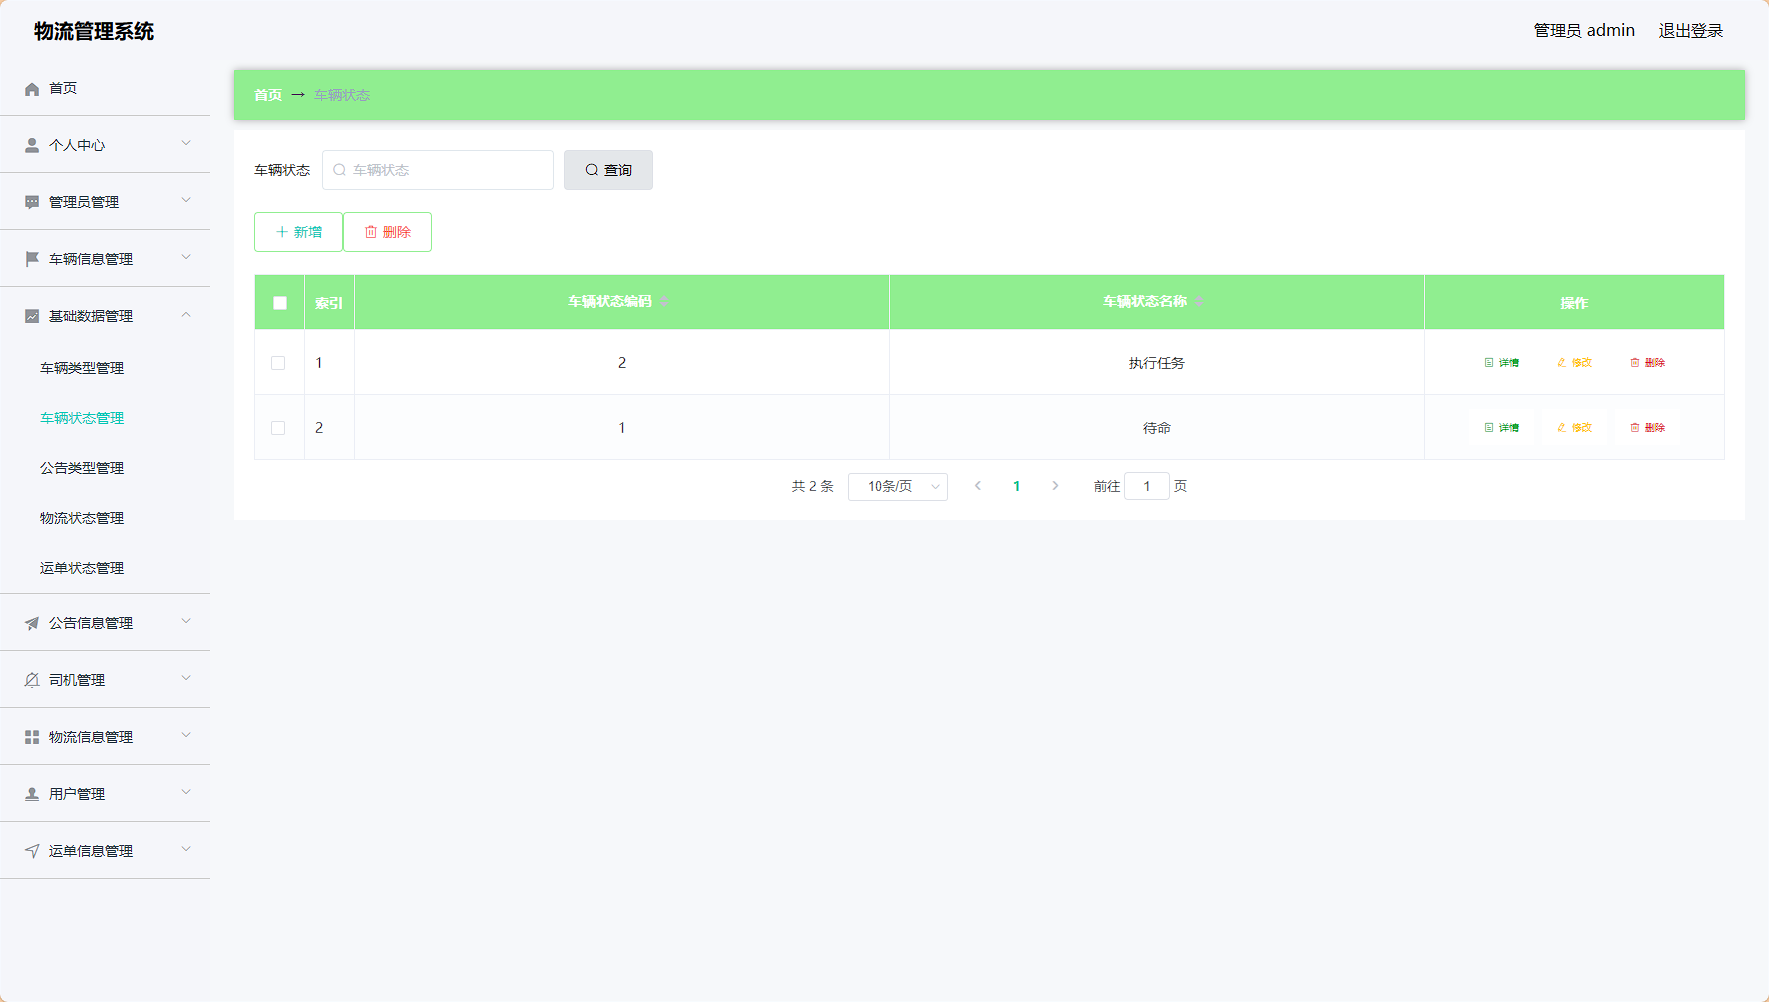 物流管理系统
管理员 admin 退出登录
首页
个人中心
管理员管理
车辆信息管理
基础数据管理
车辆类型管理
车辆状态管理
公告类型管理
物流状态管理
运单状态管理
公告信息管理
司机管理
物流信息管理
用户管理
运单信息管理
首页 → 车辆状态
车辆状态 车辆状态 查询
新增 删除
索引 车辆状态编码 车辆状态名称 操作
1 2 执行任务 详情 修改 删除
2 1 待命 详情 修改 删除
共 2 条 10条/页 1 前往 1 页